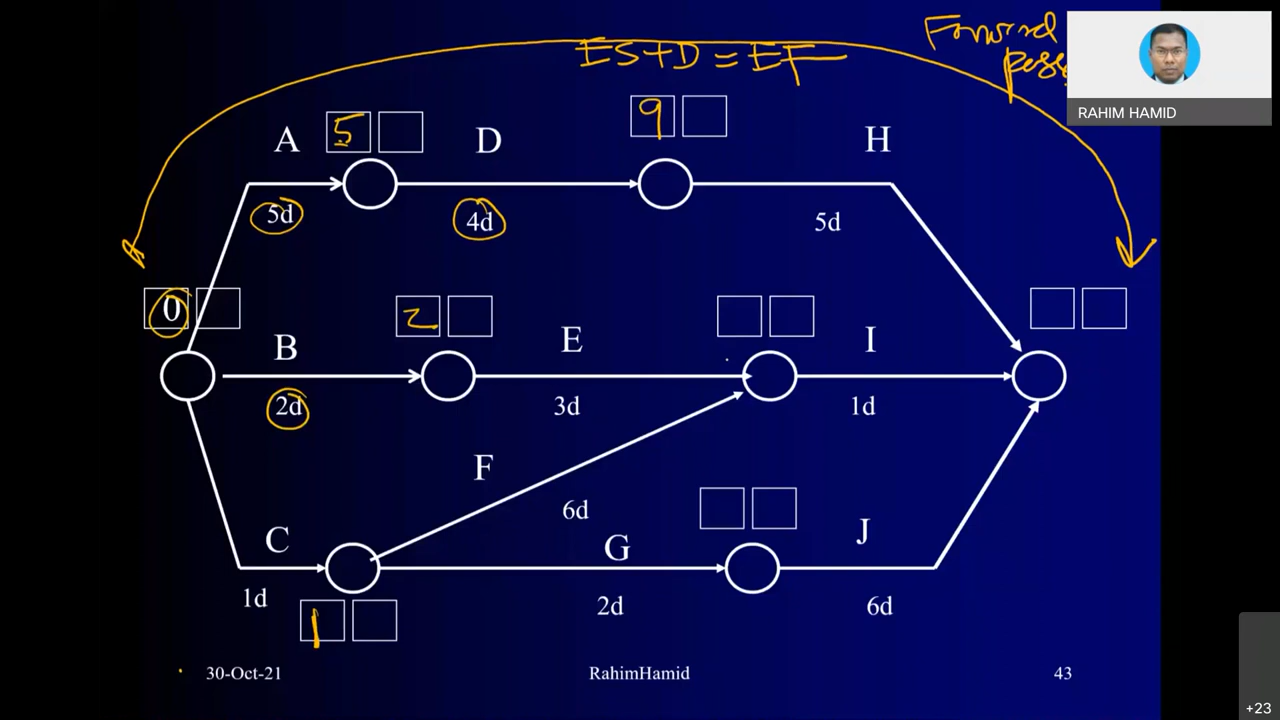 Forward
ES+D=EF
pass
RAHIM HAMID
9
5
A
D
H
5d
4d
5d
0
2
B
E
I
2d
3d
1d
F
6d
C
G
J
1d
2d
6d
1
30-Oct-21
RahimHamid
43
+23